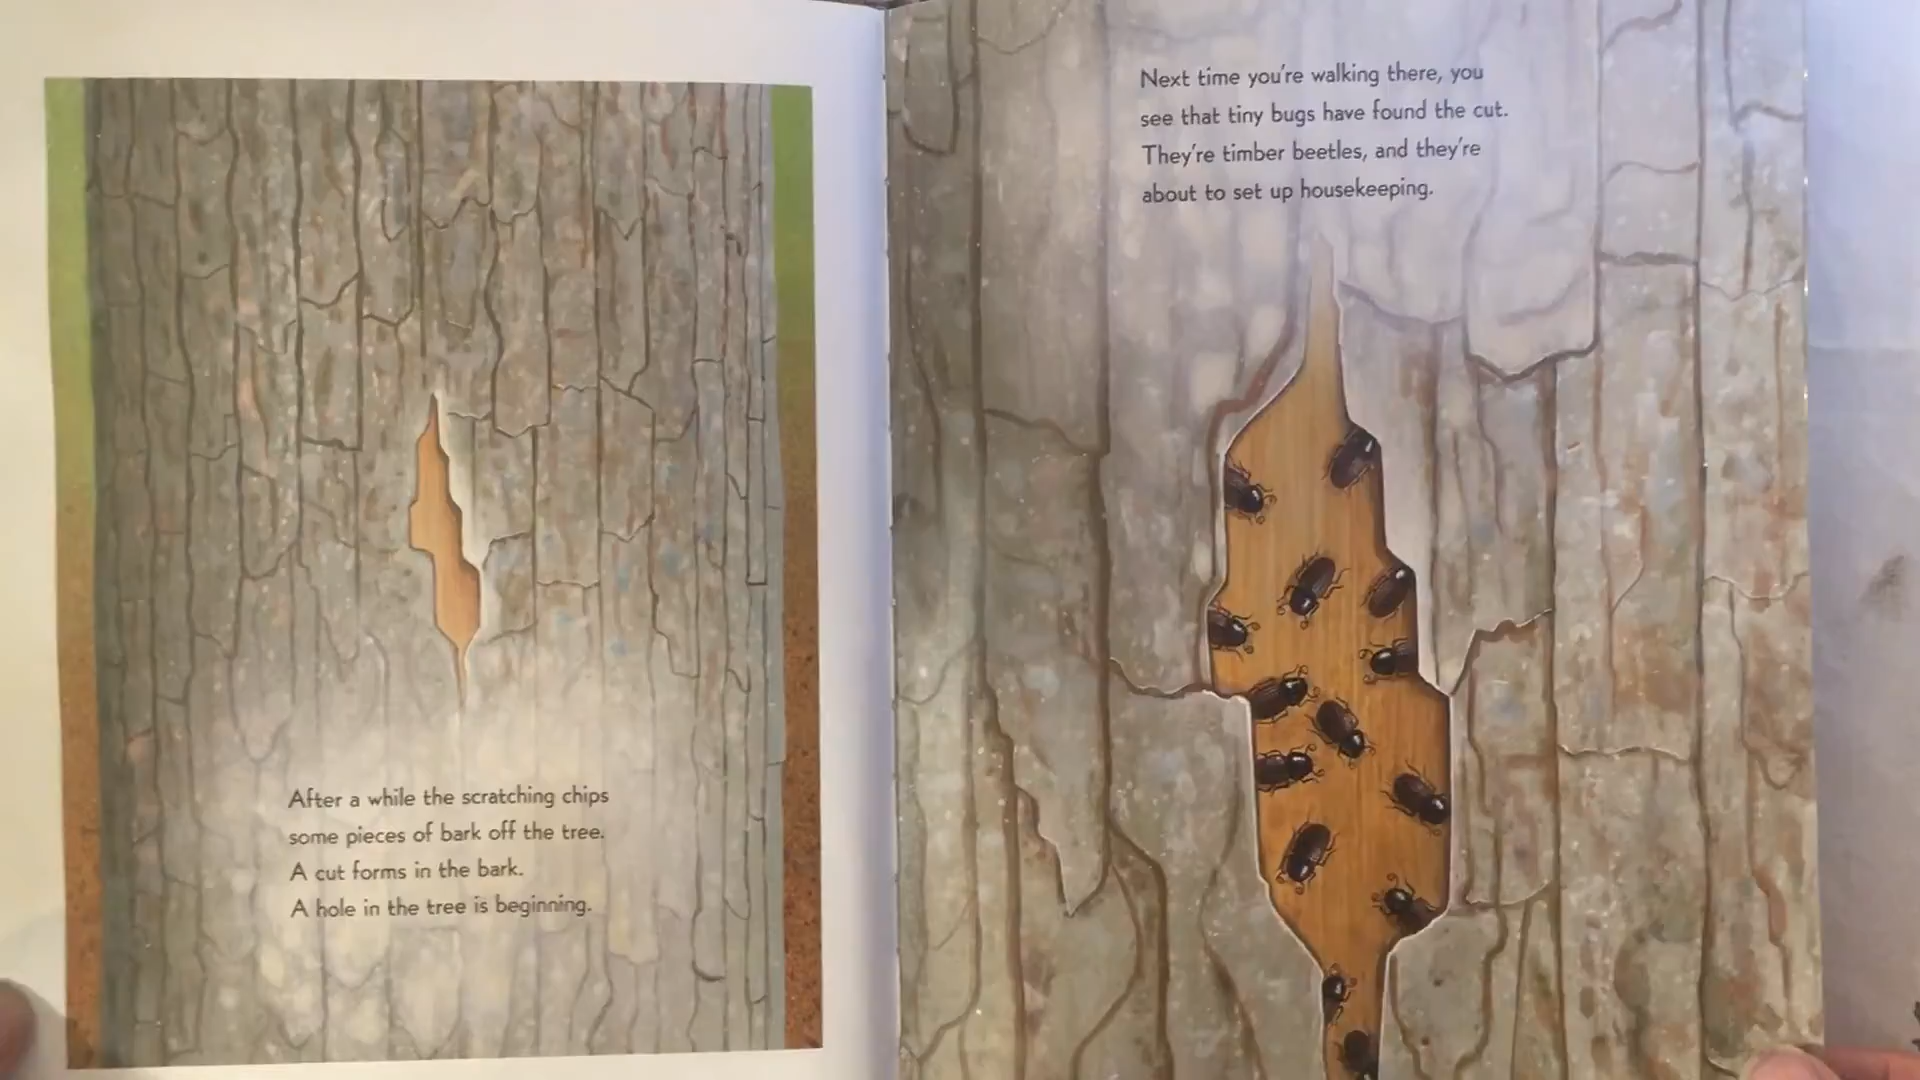 After a while the scratching chips
some pieces of bark off the tree.
A cut forms in the bark.
A hole in the tree is beginning.
Next time you're walking there, you
see that tiny bugs have found the cut.
They're timber beetles, and they're
about to set up housekeeping.